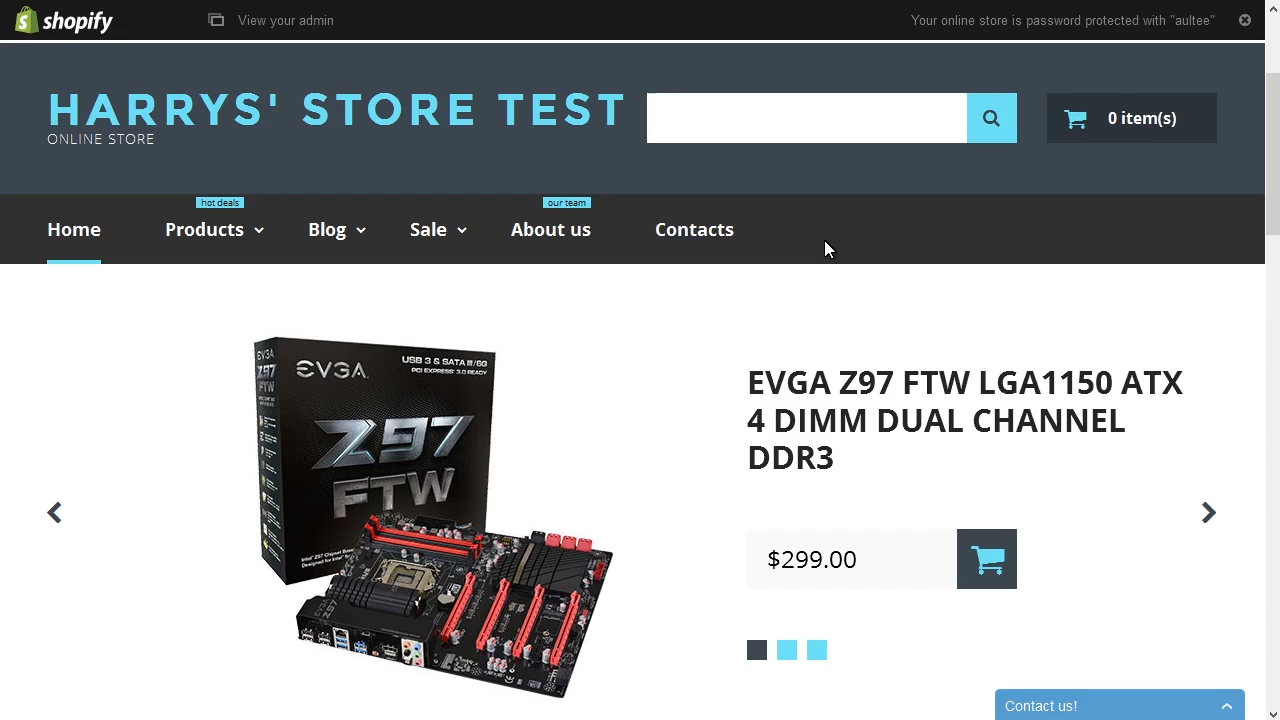 shopify
View your admin
Your online store is password protected with "aultee"
HARRYS' STORE TEST
ONLINE STORE
0 item(s)
hot deals
our team
Home
Products
Blog
Sale
About us
Contacts
EVGA
USB 3 & SATA III/6G
PCI EXPRESS® 3.0 READY
Z97
FTW
EVGA Z97 FTW LGA1150 ATX
4 DIMM DUAL CHANNEL
DDR3
$299.00
Contact us!